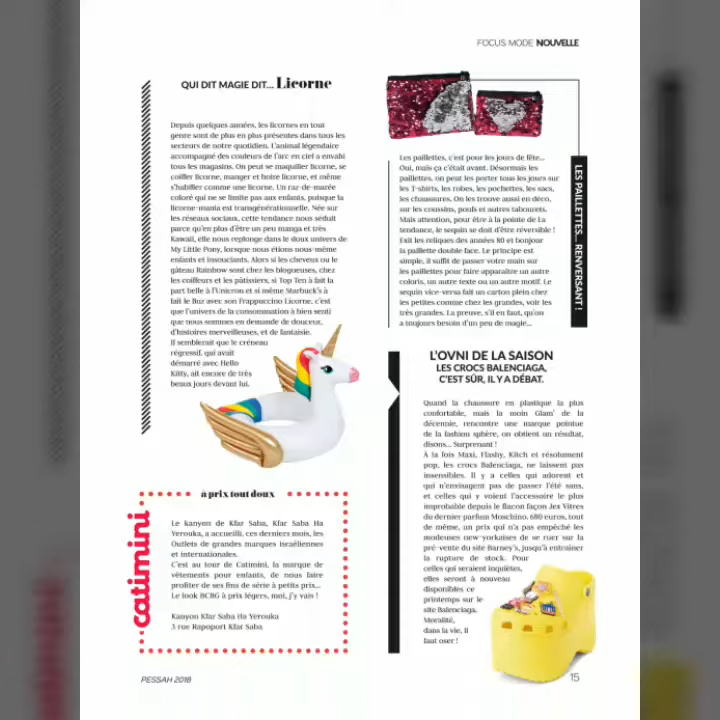 FOCUS MODE NOUVELLE
QUI DIT MAGIE DIT... Licorne
Depuis quelques années, les licornes en tout
genre sont de plus en plus présentes dans tous les
secteurs de notre quotidien. L'animal légendaire
accompagné des couleurs de l'arc en ciel a envahi
tous les magasins. On peut se maquiller licorne, se
coiffer licorne, manger et boire licorne, et même
s'habiller comme une licorne. Un raz-de-marée
coloré qui ne se limite pas aux enfants, puisque la
licorne-mania est transgénérationnelle. Née sur
les réseaux sociaux, cette tendance nous séduit
parce qu'en plus d'être un peu manga et très
Kawaii, elle nous replonge dans le doux univers de
My Little Pony, lorsque nous étions nous-même
enfants et insouciants. Alors si les cheveux ou le
gâteau Rainbow sont chez les blogueuses, chez
les coiffeurs et les pâtissiers, si Top Ten à fait la
part belle à l'Unicron et si même Starbuck's à
fait le Buz avec son Frappuccino Licorne, c'est
que l'univers de la consommation à bien senti
que nous sommes en demande de douceur,
d'histoires merveilleuses, et de fantaisie.
Il semblerait que le créneau
régressif, qui avait
démarré avec Hello
Kitty, ait encore de très
beaux jours devant lui.
à prix tout doux
catimini
Le kanyon de Kfar Saba, Kfar Saba Ha
Yerouka, a accueilli, ces derniers mois, les
Outlets de grandes marques israéliennes
et internationales.
C'est au tour de Catimini, la marque de
vêtements pour enfants, de nous faire
profiter de ses fins de série à petits prix...
Le look BCBG à prix légers, moi, j'y vais !
Kanyon Kfar Saba Ha Yerouka
3 rue Rapoport Kfar Saba
Les paillettes, c'est pour les jours de fête...
Oui, mais ça c'était avant. Désormais les
paillettes, on peut les porter tous les jours sur
les T-shirts, les robes, les pochettes, les sacs,
les chaussures. On les trouve aussi en déco,
sur les coussins, poufs et autres tabourets.
Mais attention, pour être à la pointe de La
tendance, le sequin se doit d'être réversible !
Exit les reliques des années 80 et bonjour
la paillette double face. Le principe est
simple, il suffit de passer votre main sur
les paillettes pour faire apparaître un autre
coloris, un autre texte ou un autre motif. Le
sequin vice-versa fait un carton plein chez
les petites comme chez les grandes, voir les
très grandes. La preuve, s'il en faut, qu'on
a toujours besoin d'un peu de magie...
LES PAILLETTES... RENVERSANT !
L'OVNI DE LA SAISON
LES CROCS BALENCIAGA,
C'EST SÛR, IL Y A DÉBAT.
Quand la chaussure en plastique la plus
confortable, mais la moin Glam' de la
décennie, rencontre une marque pointue
de la fashion sphère, on obtient un résultat,
disons... Surprenant !
À la fois Maxi, Flashy, Kitch et résolument
pop, les crocs Balenciaga, ne laissent pas
insensibles. Il y a celles qui adorent et
qui n'envisagent pas de passer l'été sans,
et celles qui y voient l'accessoire le plus
improbable depuis le flacon façon Jex Vitres
du dernier parfum Moschino. 680 euros, tout
de même, un prix qui n'a pas empêché les
modeuses new-yorkaises de se ruer sur la
pré-vente du site Barney's, jusqu'à entraîner
la rupture de stock. Pour
celles qui seraient inquiètes,
elles seront à nouveau
disponibles ce
printemps sur le
site Balenciaga.
Moralité,
dans la vie, il
faut oser !
PESSAH 2018
15